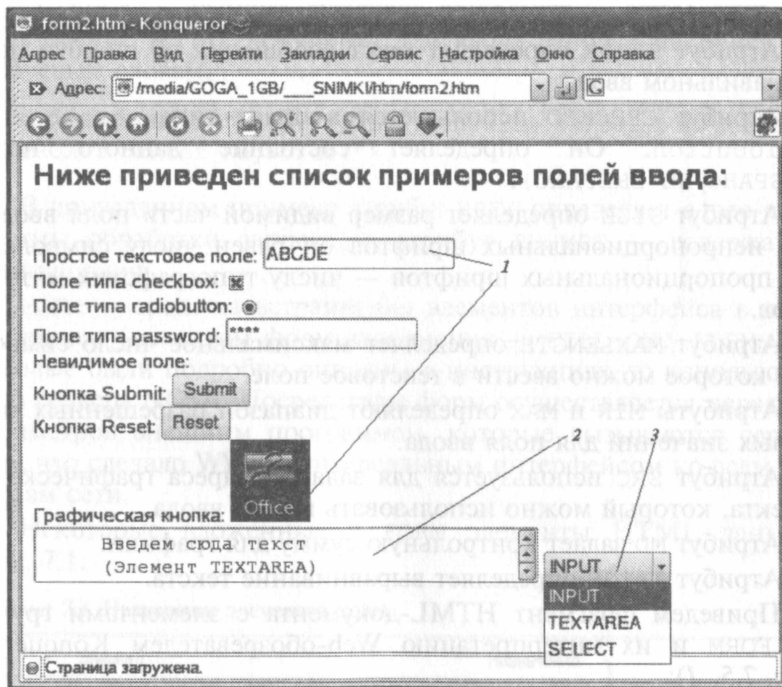 form2.htm - Konqueror
Адрес Правка Вид Перейти Закладки Сервис Настройка Окно Справка
Адрес: /media/GOGA_1GB/___SNIMKI/htm/form2.htm
Ниже приведен список примеров полей ввода:
Простое текстовое поле: ABCDE
1
Поле типа checkbox:
Поле типа radiobutton:
Поле типа password: ****
Невидимое поле:
Кнопка Submit: Submit
2
3
Кнопка Reset: Reset
Office
Графическая кнопка:
Введем сюда текст
(Элемент TEXTAREA)
INPUT
INPUT
TEXTAREA
SELECT
Страница загружена.